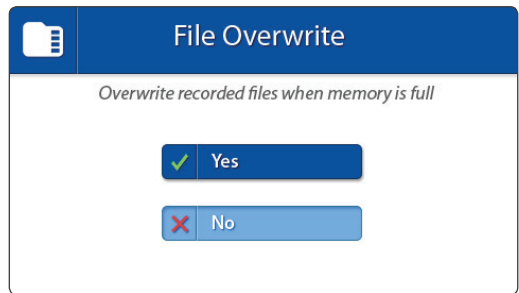 File Overwrite
Overwrite recorded files when memory is full
Yes
No